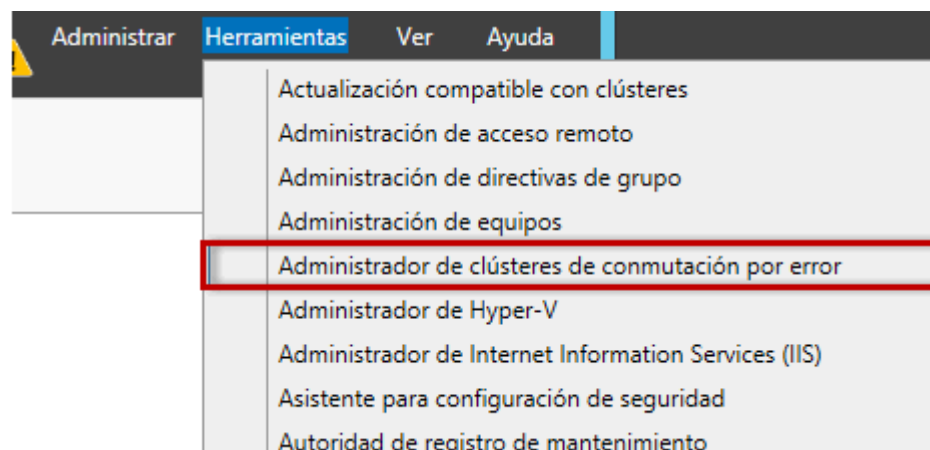 Administrar Herramientas Ver Ayuda
Actualización compatible con clústeres
Administración de acceso remoto
Administración de directivas de grupo
Administración de equipos
Administrador de clústeres de conmutación por error
Administrador de Hyper-V
Administrador de Internet Information Services (IIS)
Asistente para configuración de seguridad
Autoridad de registro de mantenimiento